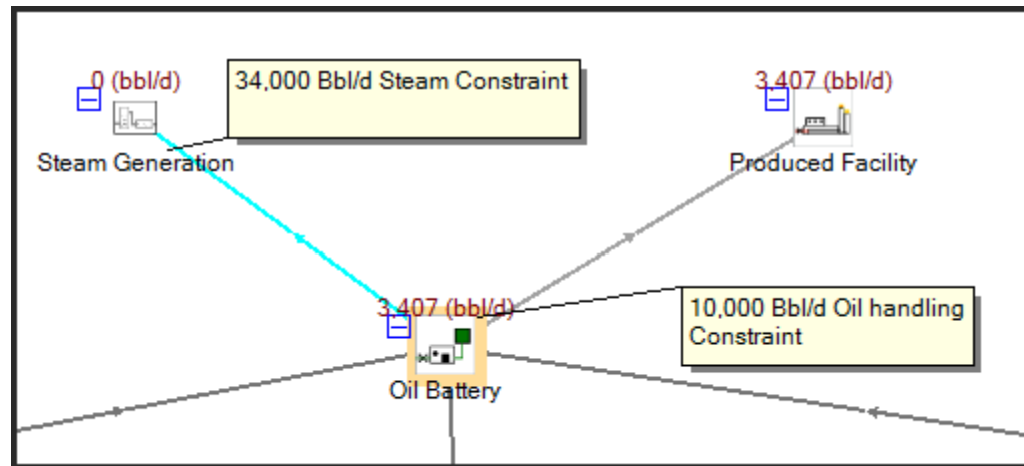 0 (bbl/d)
34,000 Bbl/d Steam Constraint
3,407 (bbl/d)
Steam Generation
Produced Facility
3,407 (bbl/d)
10,000 Bbl/d Oil handling
Constraint
Oil Battery